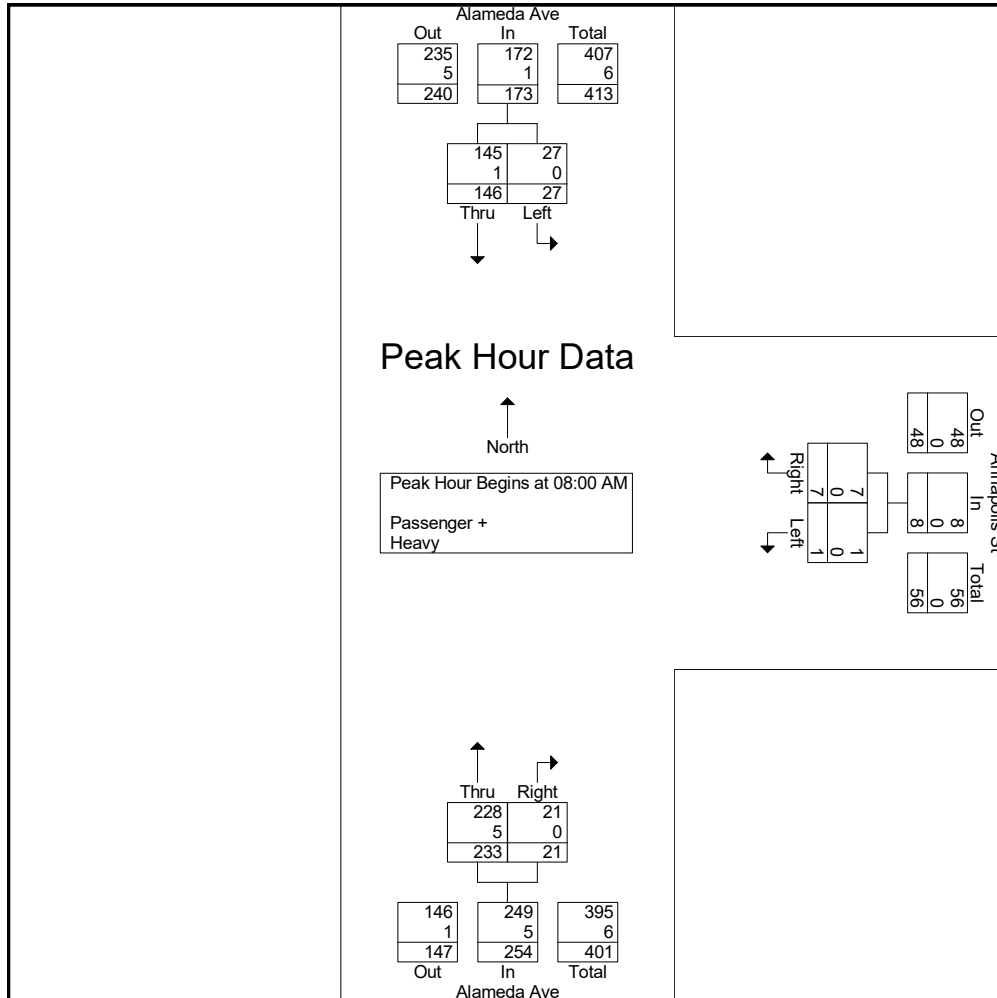 Alameda Ave
Out In Total
235 172 407
5 1 6
240 173 413
145 27
1 0
146 27
Thru Left
Peak Hour Data
North
Peak Hour Begins at 08:00 AM
Passenger +
Heavy
Out In Total
48 8 56
0 0 0
48 8 56
7 1
0 0
7 1
Right Left
Thru Right
228 21
5 0
233 21
146 249 395
1 5 6
147 254 401
Out In Total
Alameda Ave